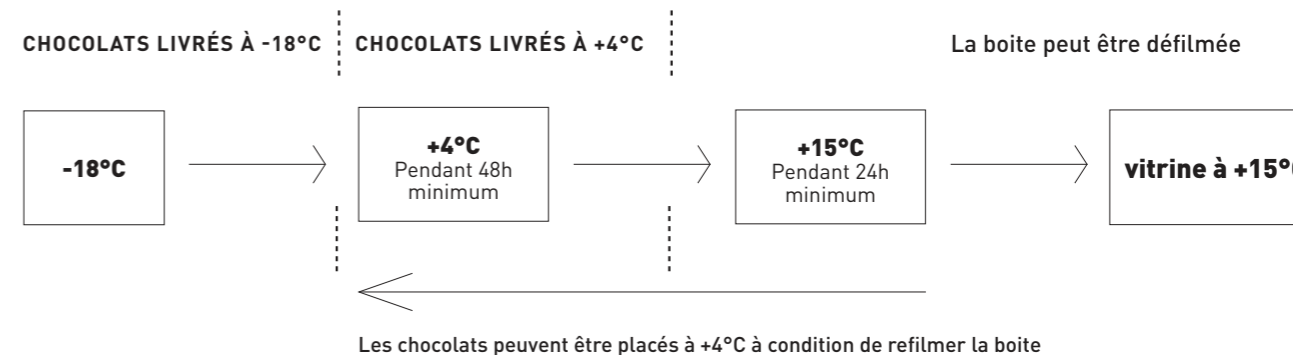 CHOCOLATS LIVRÉS À -18°C
CHOCOLATS LIVRÉS À +4°C
La boite peut être défilmée
-18°C
+4°C
Pendant 48h
minimum
+15°C
Pendant 24h
minimum
vitrine à +15°C
Les chocolats peuvent être placés à +4°C à condition de refilmer la boite